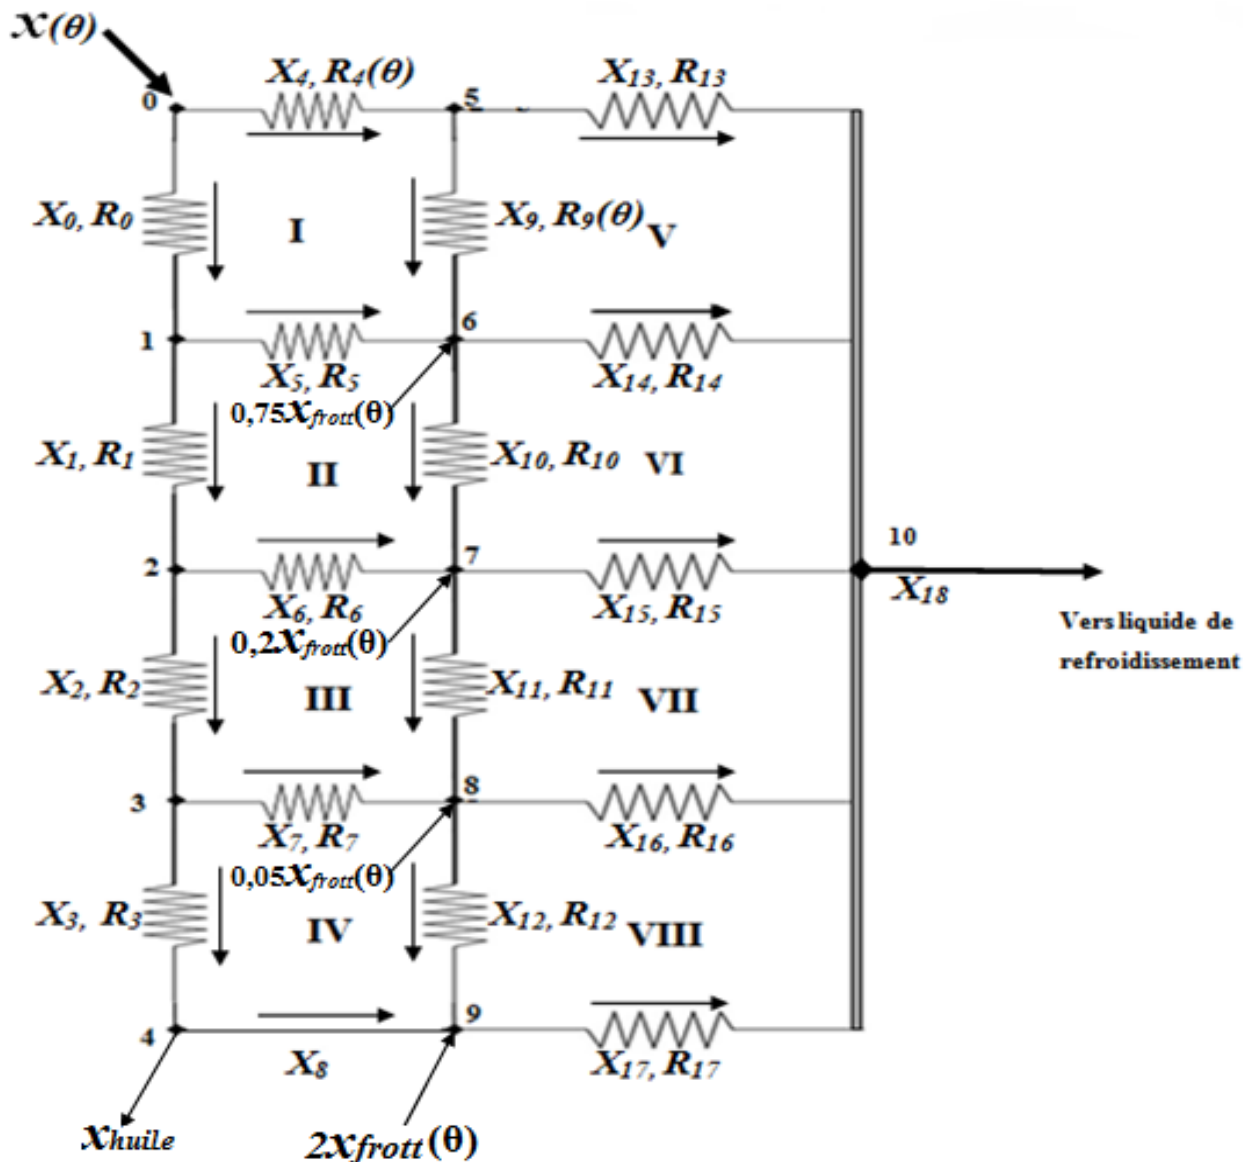 x(θ)
X4, R4(θ)
X13, R13
0
5
X0, R0
I
X9, R9(θ)
V
1
6
X5, R5
X14, R14
0,75xfrott(θ)
X1, R1
II
X10, R10
VI
2
7
10
X6, R6
X15, R15
X18
0,2xfrott(θ)
Vers liquide de
refroidissement
X2, R2
III
X11, R11
VII
3
8
X7, R7
X16, R16
0,05xfrott(θ)
X3, R3
IV
X12, R12
VIII
4
9
X8
X17, R17
xhuile
2xfrott(θ)